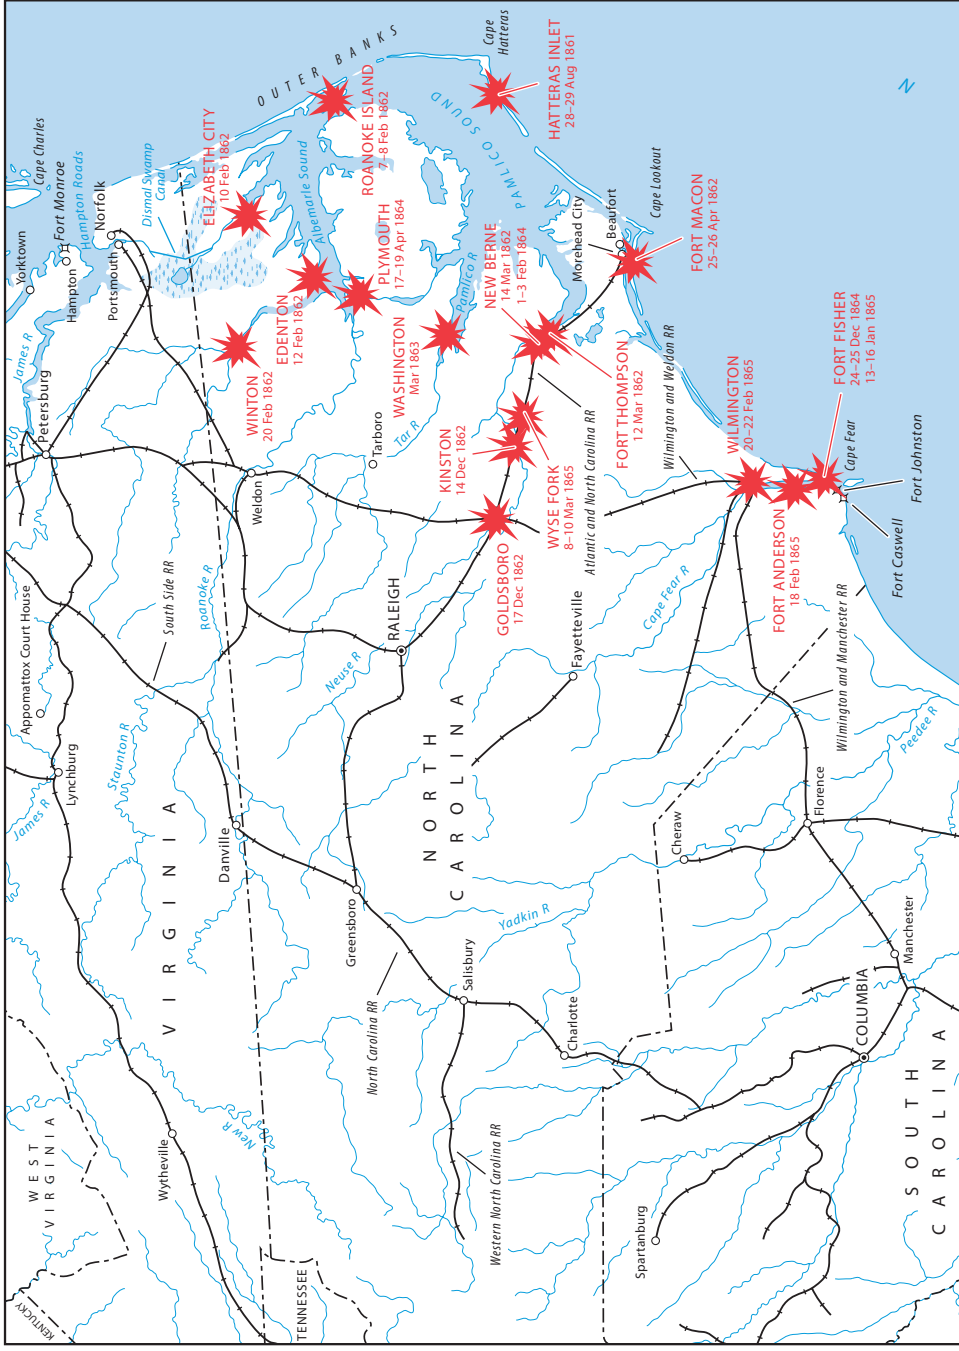 WEST
VIRGINIA
KENTUCKY
TENNESSEE
VIRGINIA
Wytheville
New R
James R
Lynchburg
Appomattox Court House
Staunton R
South Side RR
Roanoke R
Danville
Petersburg
James R
Yorktown
Hampton
Fort Monroe
Hampton Roads
Cape Charles
Norfolk
Portsmouth
Dismal Swamp
Canal
ELIZABETH CITY
10 Feb 1862
OUTER BANKS
ROANOKE ISLAND
7–8 Feb 1862
Albemarle Sound
EDENTON
12 Feb 1862
WINTON
20 Feb 1862
PLYMOUTH
17–19 Apr 1864
WASHINGTON
Mar 1863
Pamlico R
PAMLICO SOUND
Cape
Hatteras
HATTERAS INLET
28–29 Aug 1861
N
Weldon
Tarboro
Tar R
NEW BERNE
14 Mar 1862
1–3 Feb 1864
KINSTON
14 Dec 1862
WYSE FORK
8–10 Mar 1865
GOLDSBORO
17 Dec 1862
FORT THOMPSON
12 Mar 1862
Atlantic and North Carolina RR
Morehead City
Beaufort
Cape Lookout
FORT MACON
25–26 Apr 1862
Wilmington and Weldon RR
WILMINGTON
20–22 Feb 1865
FORT FISHER
24–25 Dec 1864
13–16 Jan 1865
FORT ANDERSON
18 Feb 1865
Cape Fear
Fort Johnston
Fort Caswell
RALEIGH
Neuse R
Fayetteville
Cape Fear R
NORTH
CAROLINA
Greensboro
North Carolina RR
Salisbury
Yadkin R
Charlotte
Western North Carolina RR
Wilmington and Manchester RR
Peedee R
Cheraw
Florence
Manchester
COLUMBIA
Spartanburg
SOUTH
CAROLINA